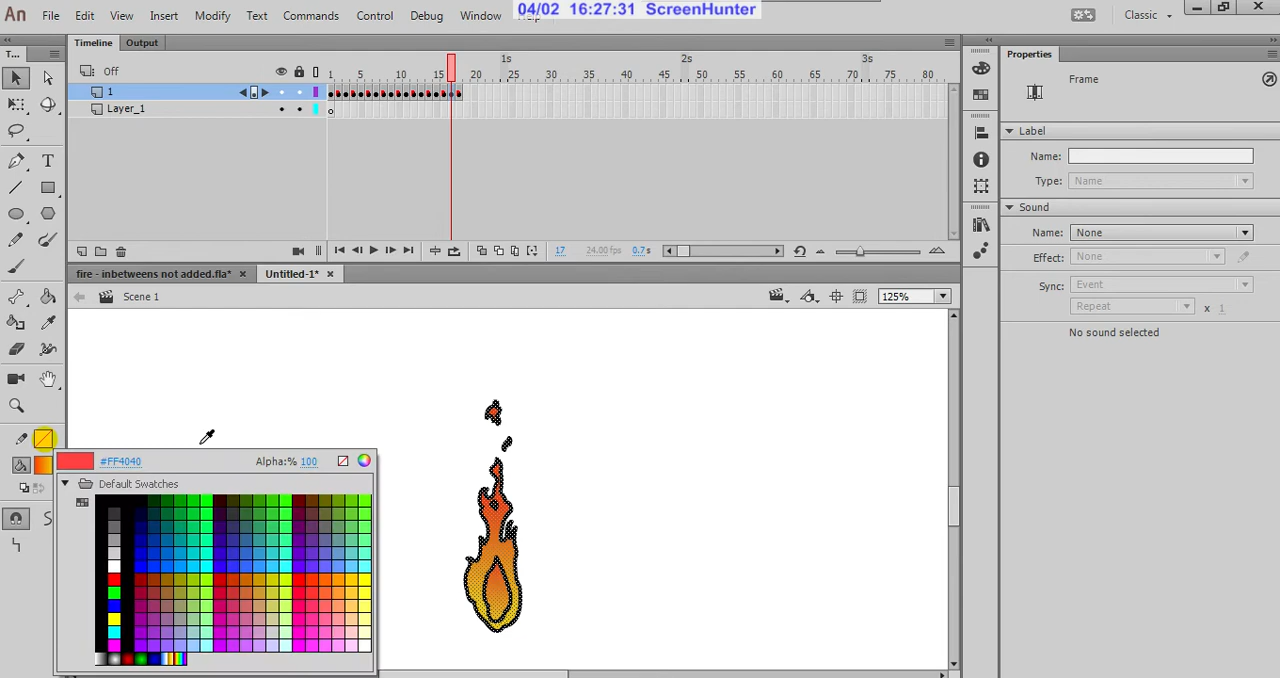 04/02 16:27:31 ScreenHunter
An File Edit View Insert Modify Text Commands Control Debug Window Help Classic
Timeline Output
T...
Off
1s 2s 3s
1 5 10 15 20 25 30 35 40 45 50 55 60 65 70 75 80
1
Layer_1
17 24.00 fps 0.7 s
fire - inbetweens not added.fla* Untitled-1*
Scene 1
125%
#FF4040 Alpha:% 100
Default Swatches
Properties
Frame
Label
Name:
Type: Name
Sound
Name: None
Effect: None
Sync: Event
Repeat x 1
No sound selected